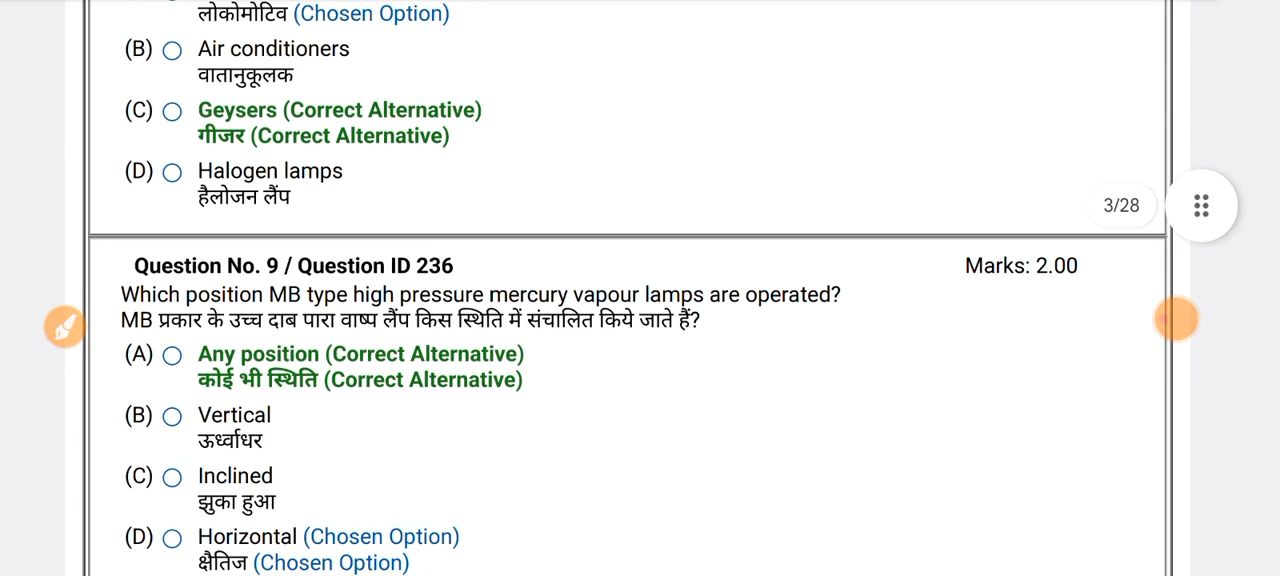 लोकोमोटिव (Chosen Option)
(B) Air conditioners
वातानुकूलक
(C) Geysers (Correct Alternative)
गीजर (Correct Alternative)
(D) Halogen lamps
हैलोजन लैंप
3/28
Question No. 9 / Question ID 236 Marks: 2.00
Which position MB type high pressure mercury vapour lamps are operated?
MB प्रकार के उच्च दाब पारा वाष्प लैंप किस स्थिति में संचालित किये जाते हैं?
(A) Any position (Correct Alternative)
कोई भी स्थिति (Correct Alternative)
(B) Vertical
ऊर्ध्वाधर
(C) Inclined
झुका हुआ
(D) Horizontal (Chosen Option)
क्षैतिज (Chosen Option)